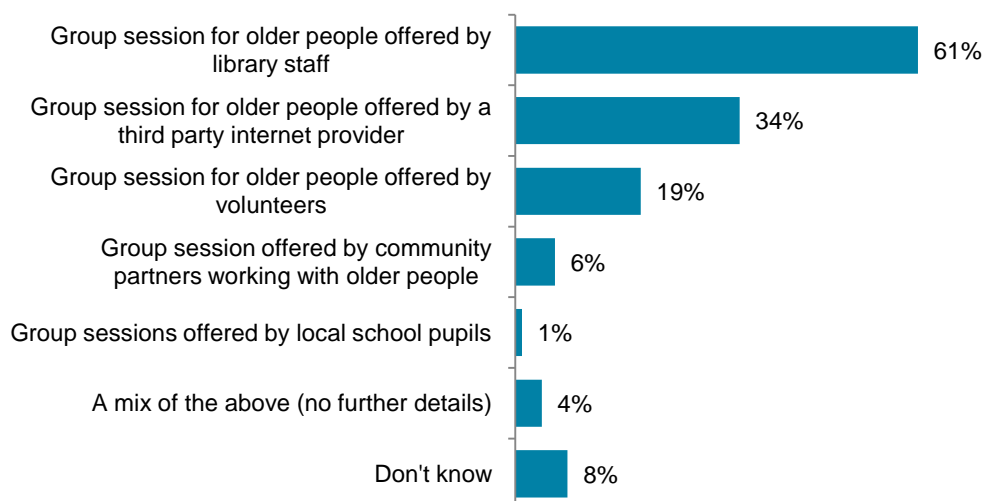 Group session for older people offered by
library staff
61%
Group session for older people offered by a
third party internet provider
34%
Group session for older people offered by
volunteers
19%
Group session offered by community
partners working with older people
6%
Group sessions offered by local school pupils
1%
A mix of the above (no further details)
4%
Don't know
8%